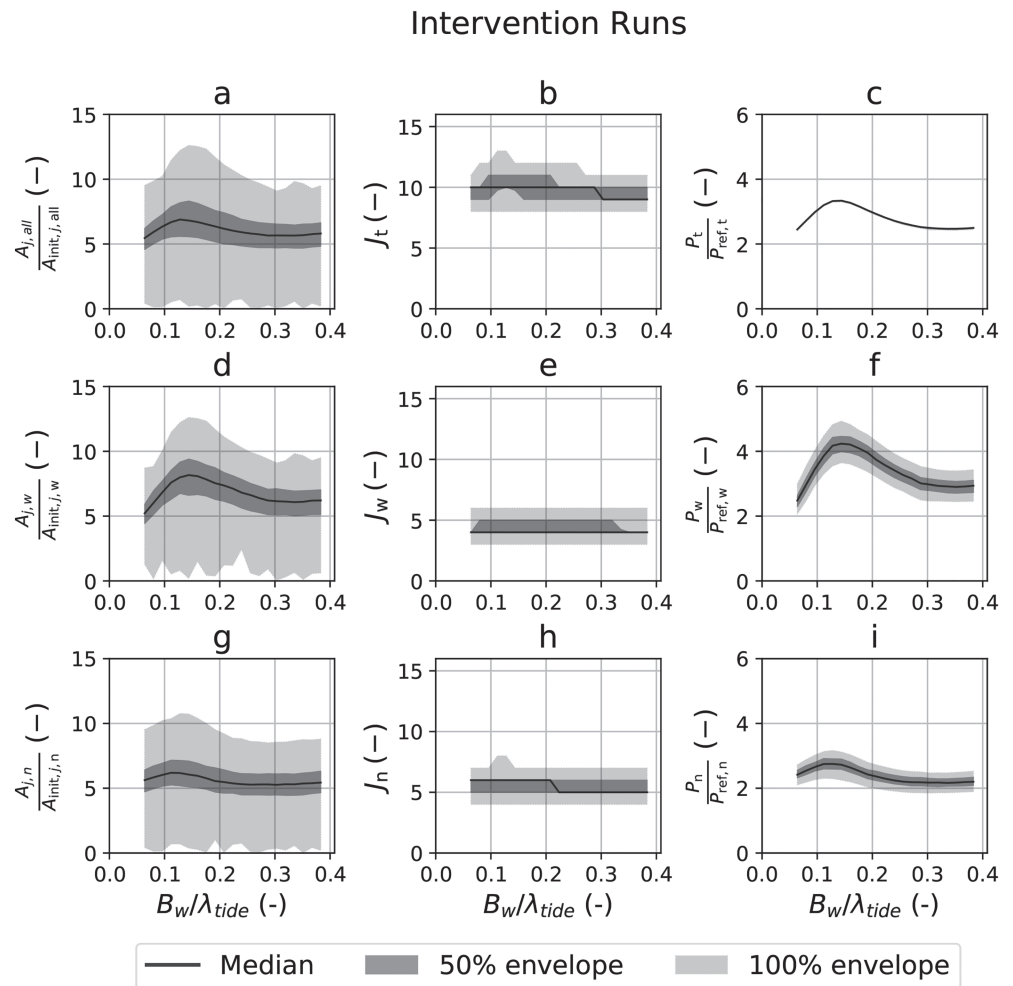 Intervention Runs
a
b
c
A_{j,all} / A_{init,j,all} (−)
15
10
5
0
0.0 0.1 0.2 0.3 0.4
J_t (−)
15
10
5
0
0.0 0.1 0.2 0.3 0.4
P_t / P_{ref,t} (−)
6
4
2
0
0.0 0.1 0.2 0.3 0.4
d
e
f
A_{j,w} / A_{init,j,w} (−)
15
10
5
0
0.0 0.1 0.2 0.3 0.4
J_w (−)
15
10
5
0
0.0 0.1 0.2 0.3 0.4
P_w / P_{ref,w} (−)
6
4
2
0
0.0 0.1 0.2 0.3 0.4
g
h
i
A_{j,n} / A_{init,j,n} (−)
15
10
5
0
0.0 0.1 0.2 0.3 0.4
B_w/λ_{tide} (-)
J_n (−)
15
10
5
0
0.0 0.1 0.2 0.3 0.4
B_w/λ_{tide} (-)
P_n / P_{ref,n} (−)
6
4
2
0
0.0 0.1 0.2 0.3 0.4
B_w/λ_{tide} (-)
Median 50% envelope 100% envelope